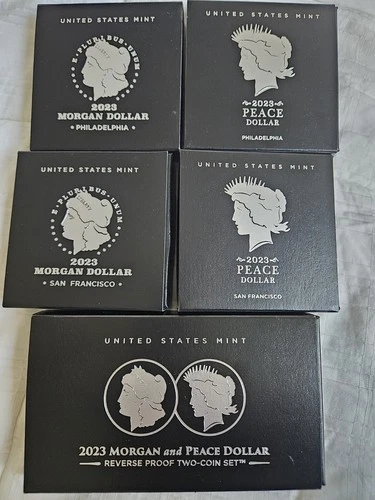 UNITED STATES MINT
E·PLURIBUS·UNUM
2023
MORGAN DOLLAR
• PHILADELPHIA •
UNITED STATES MINT
2023
PEACE
DOLLAR
PHILADELPHIA
UNITED STATES MINT
E·PLURIBUS·UNUM
2023
MORGAN DOLLAR
• SAN FRANCISCO •
UNITED STATES MINT
2023
PEACE
DOLLAR
SAN FRANCISCO
UNITED STATES MINT
2023 MORGAN and PEACE DOLLAR
REVERSE PROOF TWO-COIN SET™